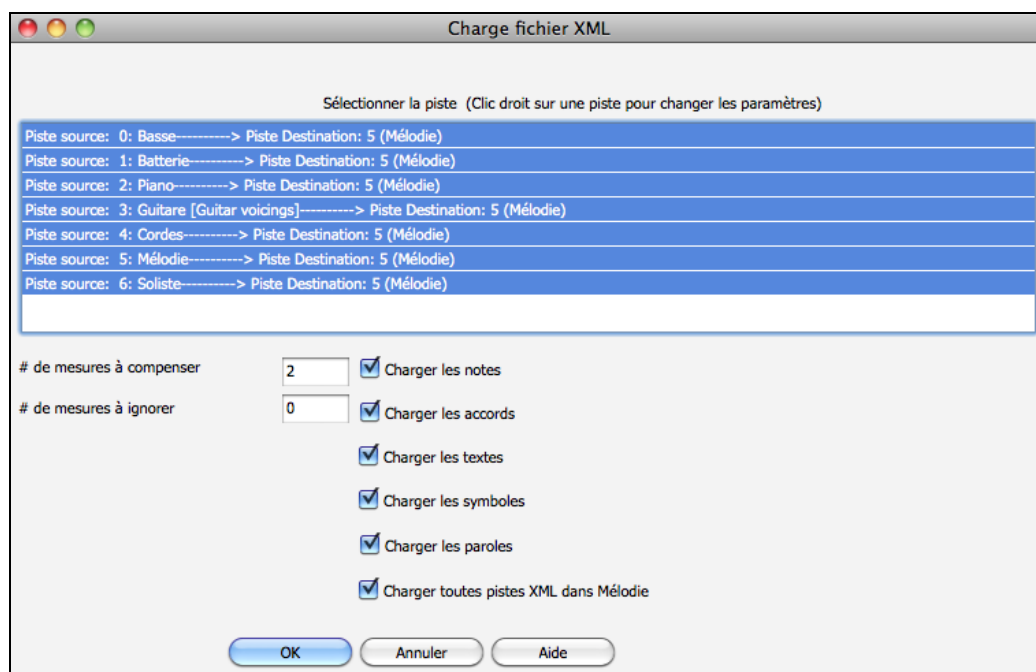 Charge fichier XML
Sélectionner la piste (Clic droit sur une piste pour changer les paramètres)
Piste source: 0: Basse----------> Piste Destination: 5 (Mélodie)
Piste source: 1: Batterie----------> Piste Destination: 5 (Mélodie)
Piste source: 2: Piano----------> Piste Destination: 5 (Mélodie)
Piste source: 3: Guitare [Guitar voicings]----------> Piste Destination: 5 (Mélodie)
Piste source: 4: Cordes----------> Piste Destination: 5 (Mélodie)
Piste source: 5: Mélodie----------> Piste Destination: 5 (Mélodie)
Piste source: 6: Soliste----------> Piste Destination: 5 (Mélodie)
# de mesures à compenser 2 Charger les notes
# de mesures à ignorer 0 Charger les accords
Charger les textes
Charger les symboles
Charger les paroles
Charger toutes pistes XML dans Mélodie
OK Annuler Aide